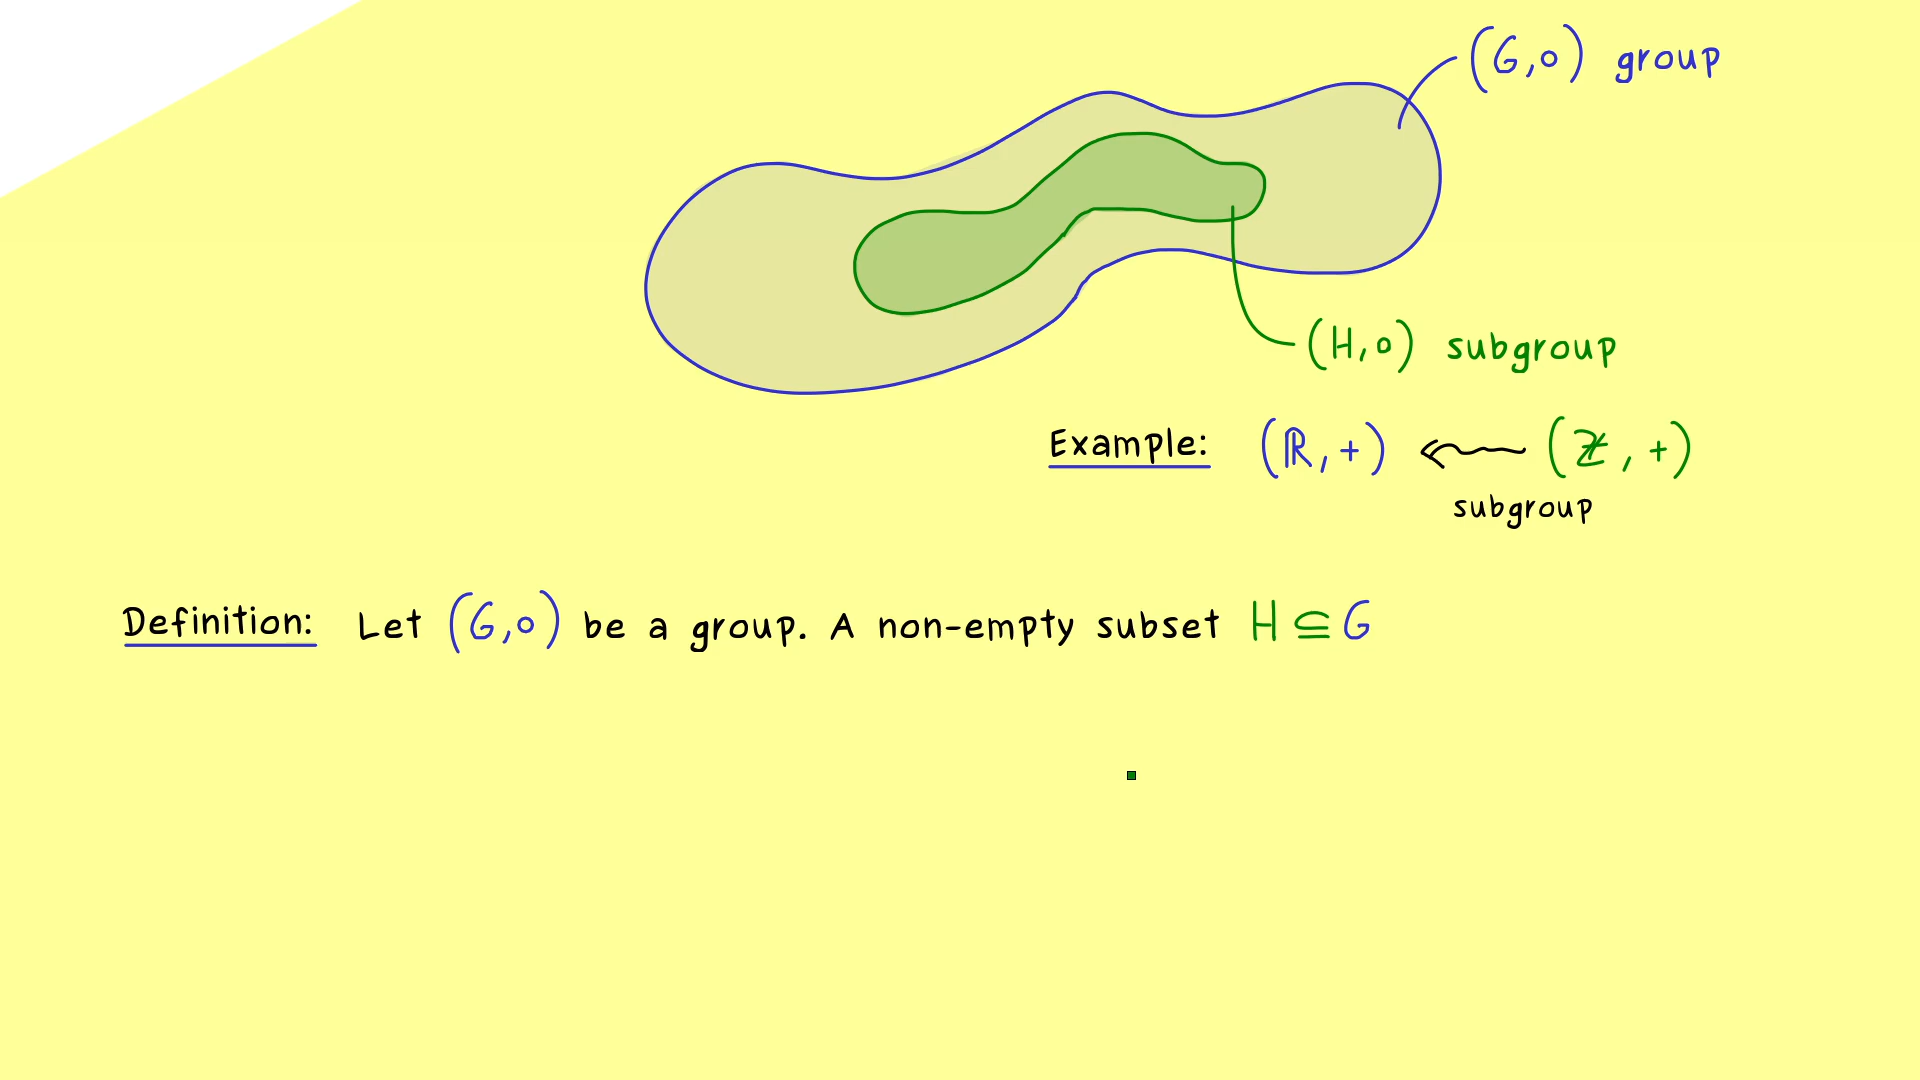 (G,∘) group
(H,∘) subgroup
Example: (ℝ,+) ⟵ (ℤ,+)
subgroup
Definition: Let (G,∘) be a group. A non-empty subset H ⊆ G